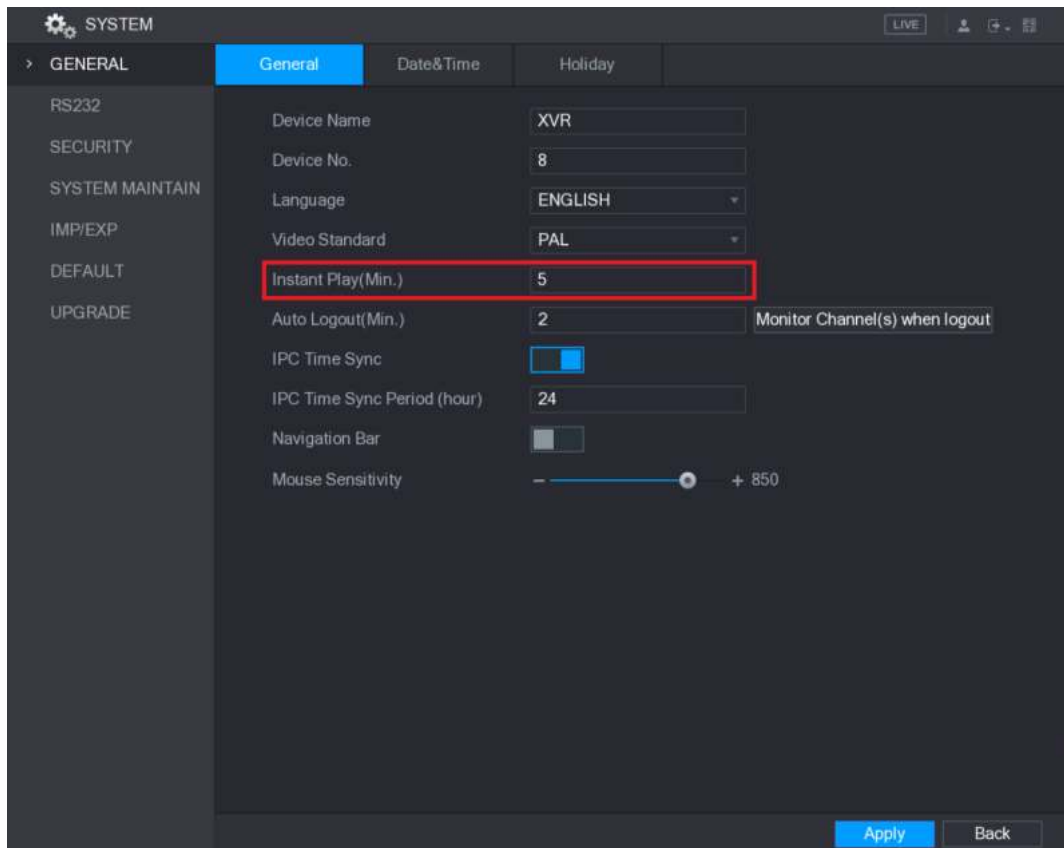 SYSTEM
LIVE
> GENERAL
General Date&Time Holiday
RS232
Device Name XVR
SECURITY
Device No. 8
SYSTEM MAINTAIN
Language ENGLISH
IMP/EXP
Video Standard PAL
DEFAULT
Instant Play(Min.) 5
UPGRADE
Auto Logout(Min.) 2 Monitor Channel(s) when logout
IPC Time Sync
IPC Time Sync Period (hour) 24
Navigation Bar
Mouse Sensitivity − + 850
Apply Back